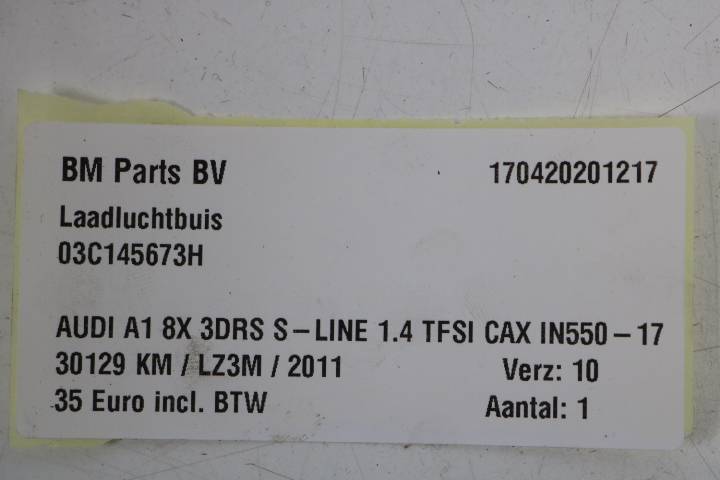 BM Parts BV 170420201217
Laadluchtbuis
03C145673H
AUDI A1 8X 3DRS S-LINE 1.4 TFSI CAX IN550-17
30129 KM / LZ3M / 2011 Verz: 10
35 Euro incl. BTW Aantal: 1